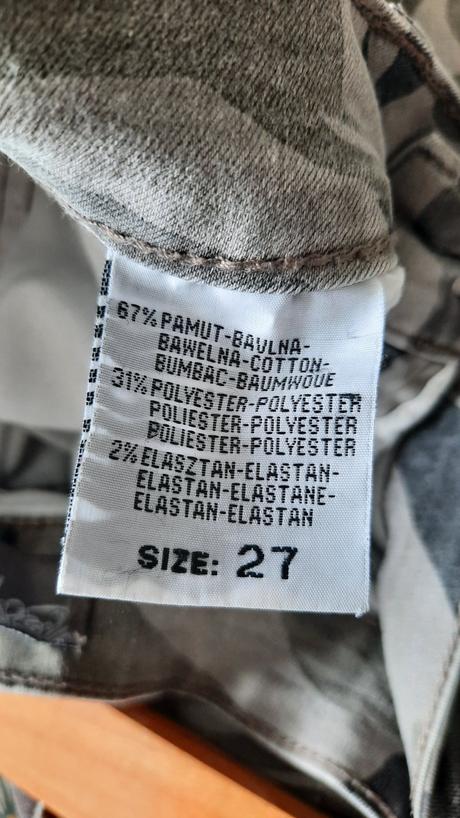 67% PAMUT-BAVLNA-
BAWELNA-COTTON-
BUMBAC-BAUMWOUE
31% POLYESTER-POLYESTER
POLIESTER-POLYESTER
POLIESTER-POLYESTER
2% ELASZTAN-ELASTAN-
ELASTAN-ELASTANE-
ELASTAN-ELASTAN
SIZE: 27